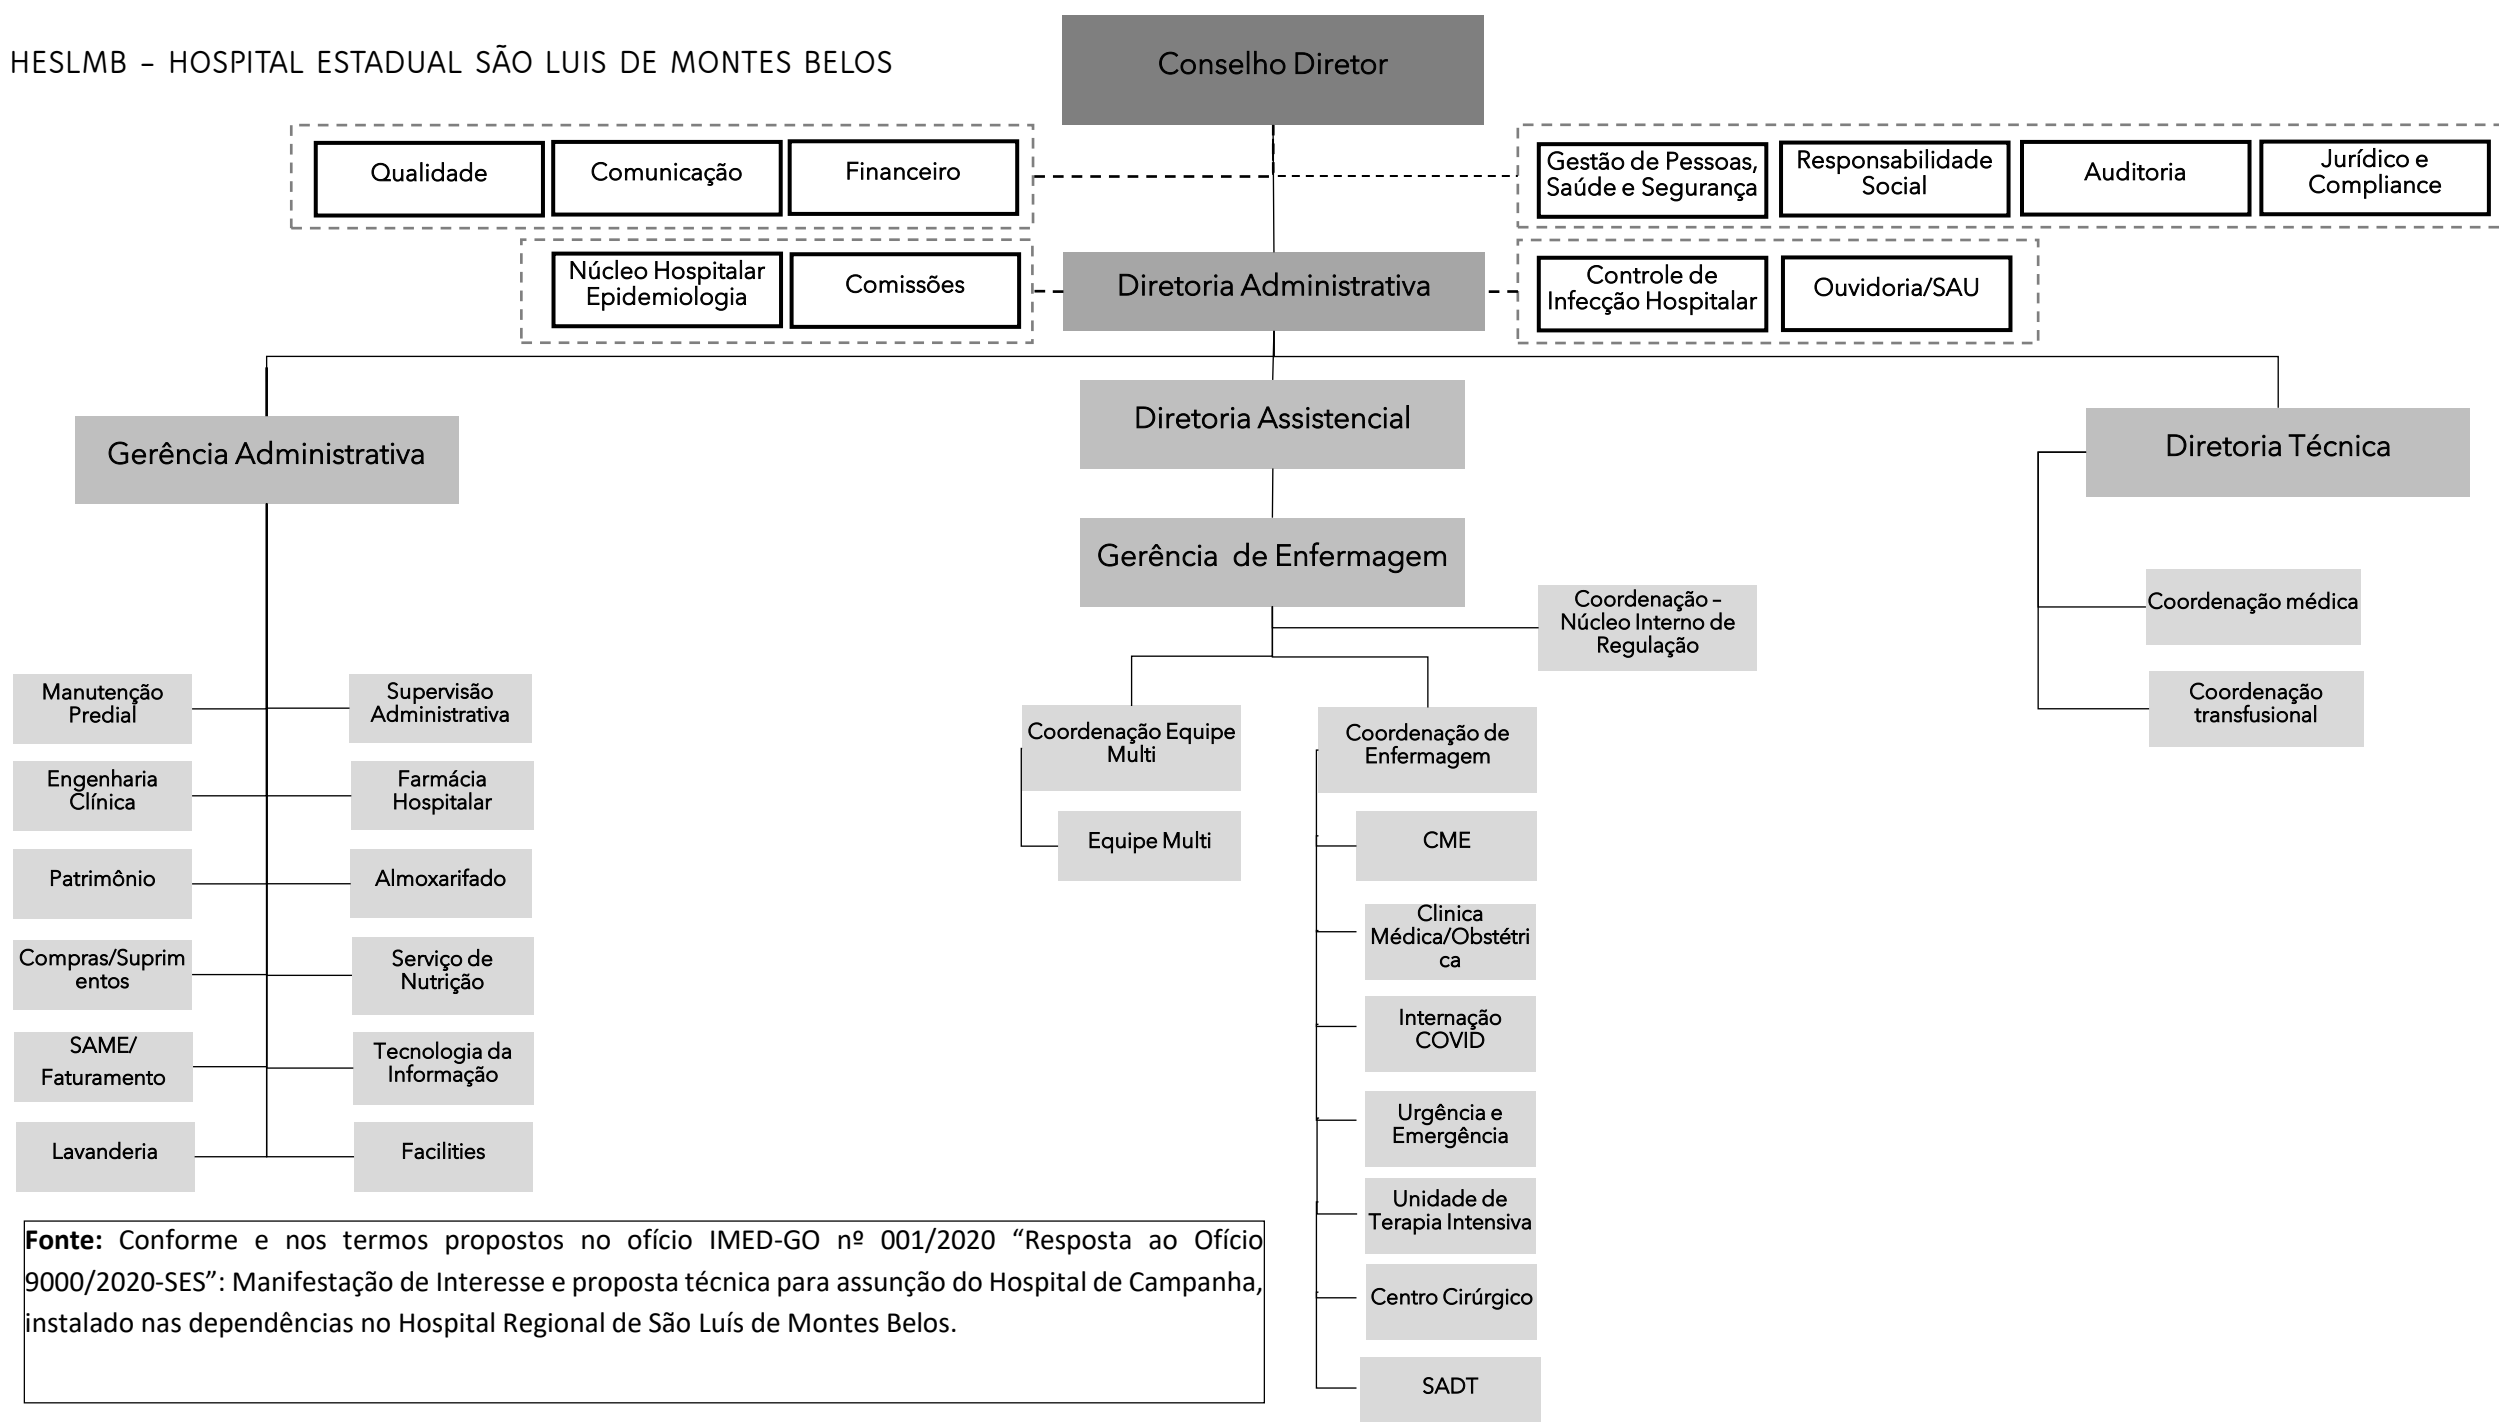 HESLMB – HOSPITAL ESTADUAL SÃO LUIS DE MONTES BELOS
Conselho Diretor
Qualidade
Comunicação
Financeiro
Gestão de Pessoas,
Saúde e Segurança
Responsabilidade
Social
Auditoria
Jurídico e
Compliance
Núcleo Hospitalar
Epidemiologia
Comissões
Diretoria Administrativa
Controle de
Infecção Hospitalar
Ouvidoria/SAU
Gerência Administrativa
Diretoria Assistencial
Diretoria Técnica
Gerência de Enfermagem
Coordenação –
Núcleo Interno de
Regulação
Coordenação médica
Coordenação
transfusional
Manutenção
Predial
Supervisão
Administrativa
Engenharia
Clínica
Farmácia
Hospitalar
Patrimônio
Almoxarifado
Compras/Suprim
entos
Serviço de
Nutrição
SAME/
Faturamento
Tecnologia da
Informação
Lavanderia
Facilities
Coordenação Equipe
Multi
Equipe Multi
Coordenação de
Enfermagem
CME
Clinica
Médica/Obstétri
ca
Internação
COVID
Urgência e
Emergência
Unidade de
Terapia Intensiva
Centro Cirúrgico
SADT
Fonte: Conforme e nos termos propostos no ofício IMED-GO nº 001/2020 “Resposta ao Ofício
9000/2020-SES”: Manifestação de Interesse e proposta técnica para assunção do Hospital de Campanha,
instalado nas dependências no Hospital Regional de São Luís de Montes Belos.